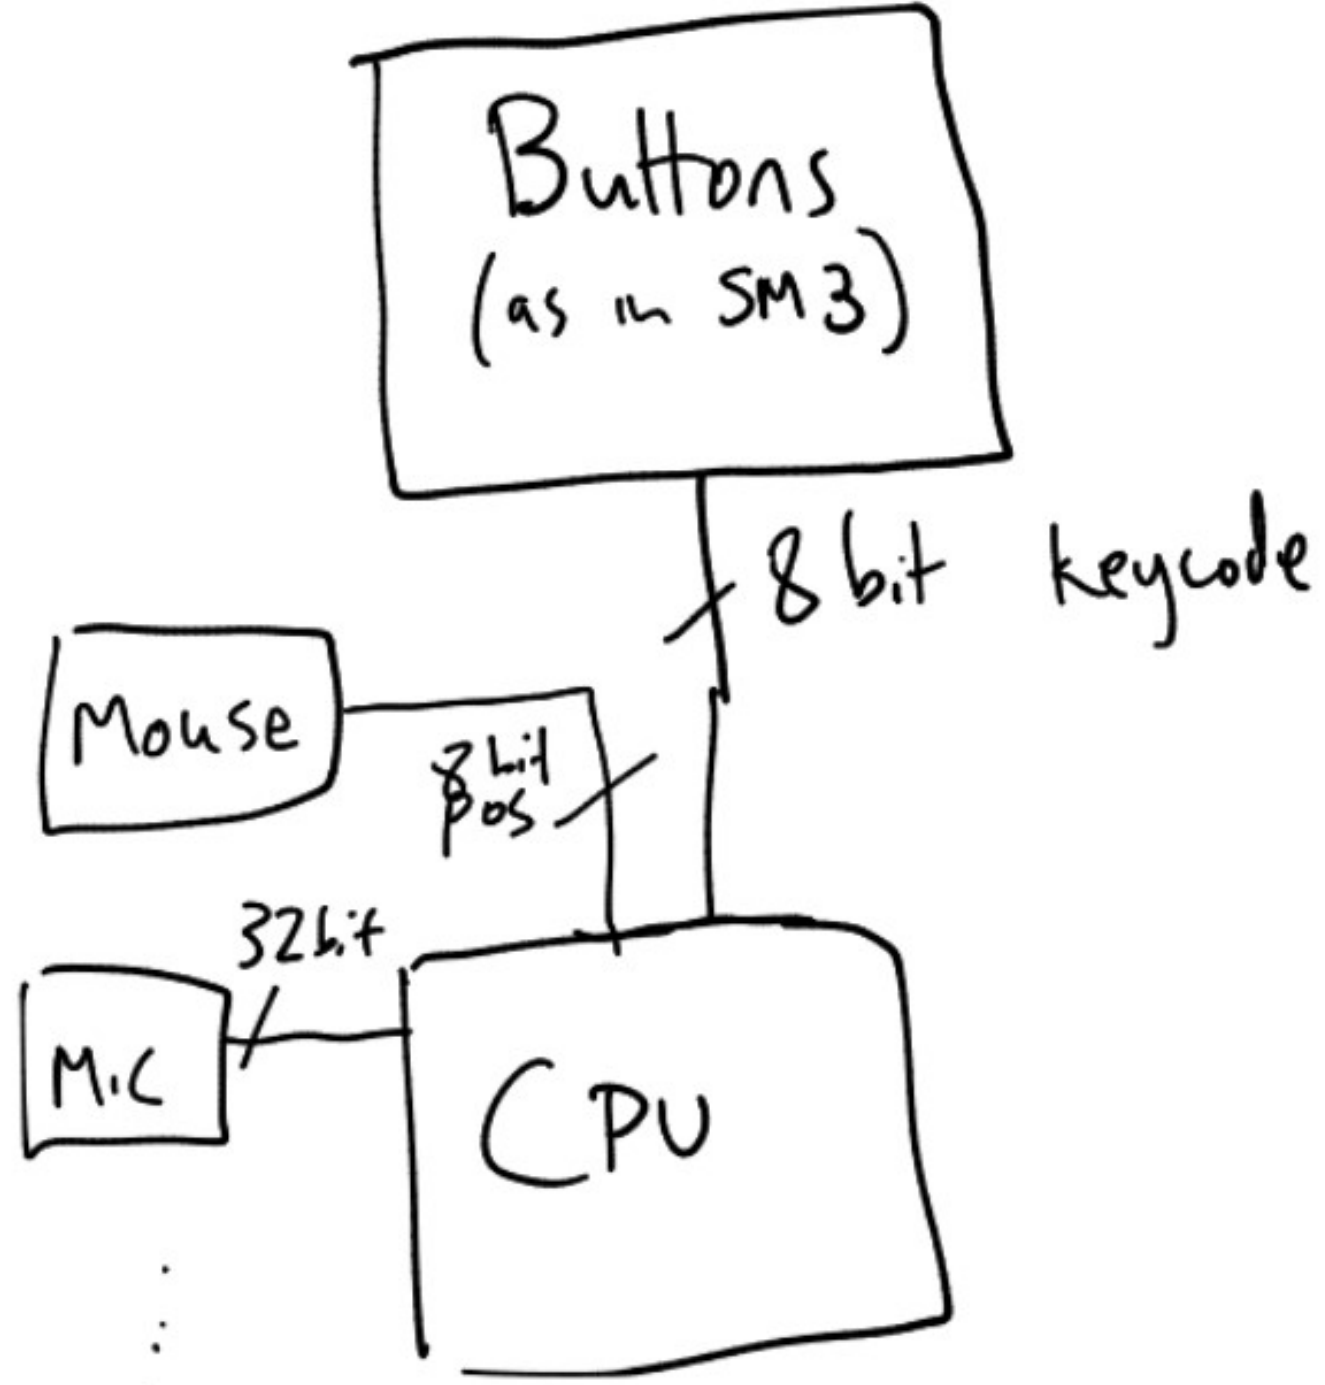 Buttons
(as in SM3)
8 bit keycode
Mouse
8 bit
pos
32bit
Mic
CPU